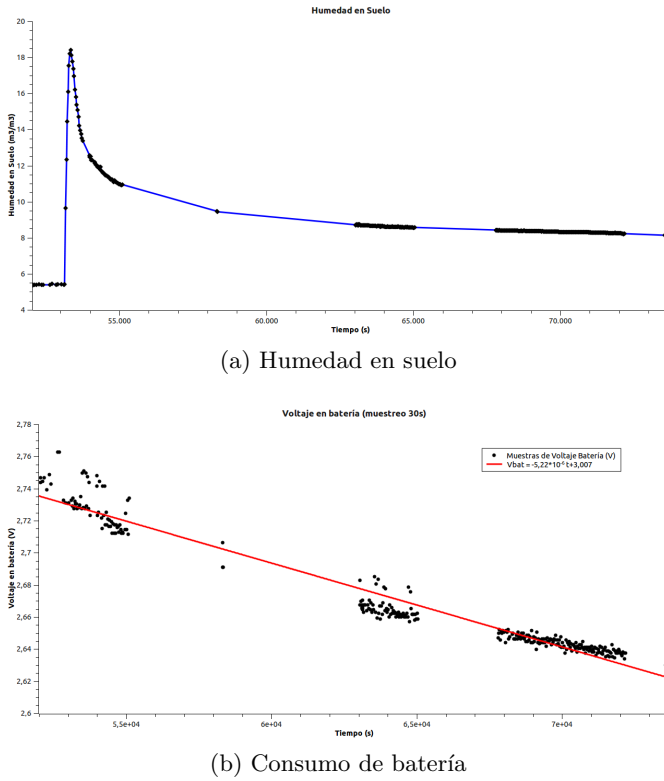 Humedad en Suelo
20
18
16
14
12
10
8
6
4
Humedad en Suelo (m3/m3)
55.000 60.000 65.000 70.000
Tiempo (s)
(a) Humedad en suelo
Voltaje en batería (muestreo 30s)
2,78
2,76
2,74
2,72
2,7
2,68
2,66
2,64
2,62
2,6
Voltaje en batería (V)
Muestras de Voltaje Batería (V)
Vbat = -5,22*10⁻⁶ t+3,007
5,5e+04 6e+04 6,5e+04 7e+04
Tiempo (s)
(b) Consumo de batería